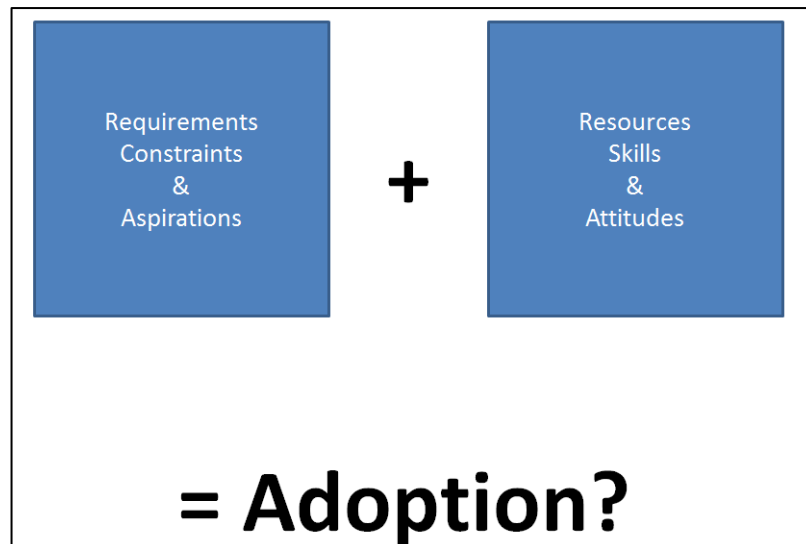 Requirements
Constraints
&
Aspirations
+
Resources
Skills
&
Attitudes
= Adoption?